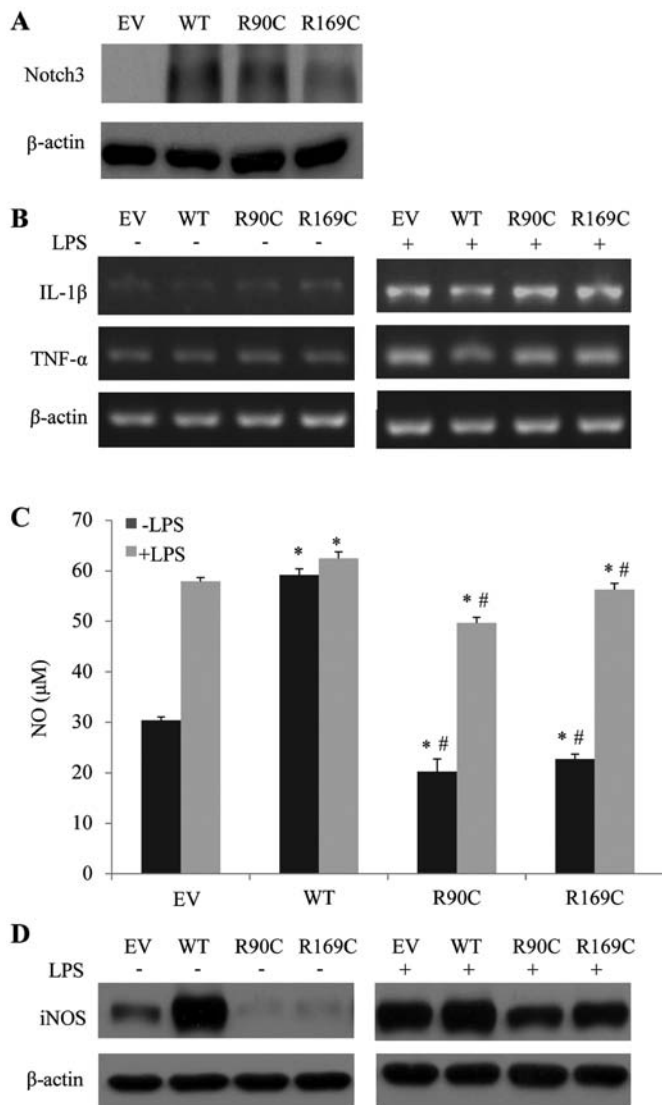 A
EV WT R90C R169C
Notch3
β-actin
B
EV WT R90C R169C EV WT R90C R169C
LPS - - - - + + + +
IL-1β
TNF-α
β-actin
C
70
60
50
40
30
20
10
0
NO (μM)
-LPS
+LPS
* *
* # * #
* # * #
EV WT R90C R169C
D
EV WT R90C R169C EV WT R90C R169C
LPS - - - - + + + +
iNOS
β-actin